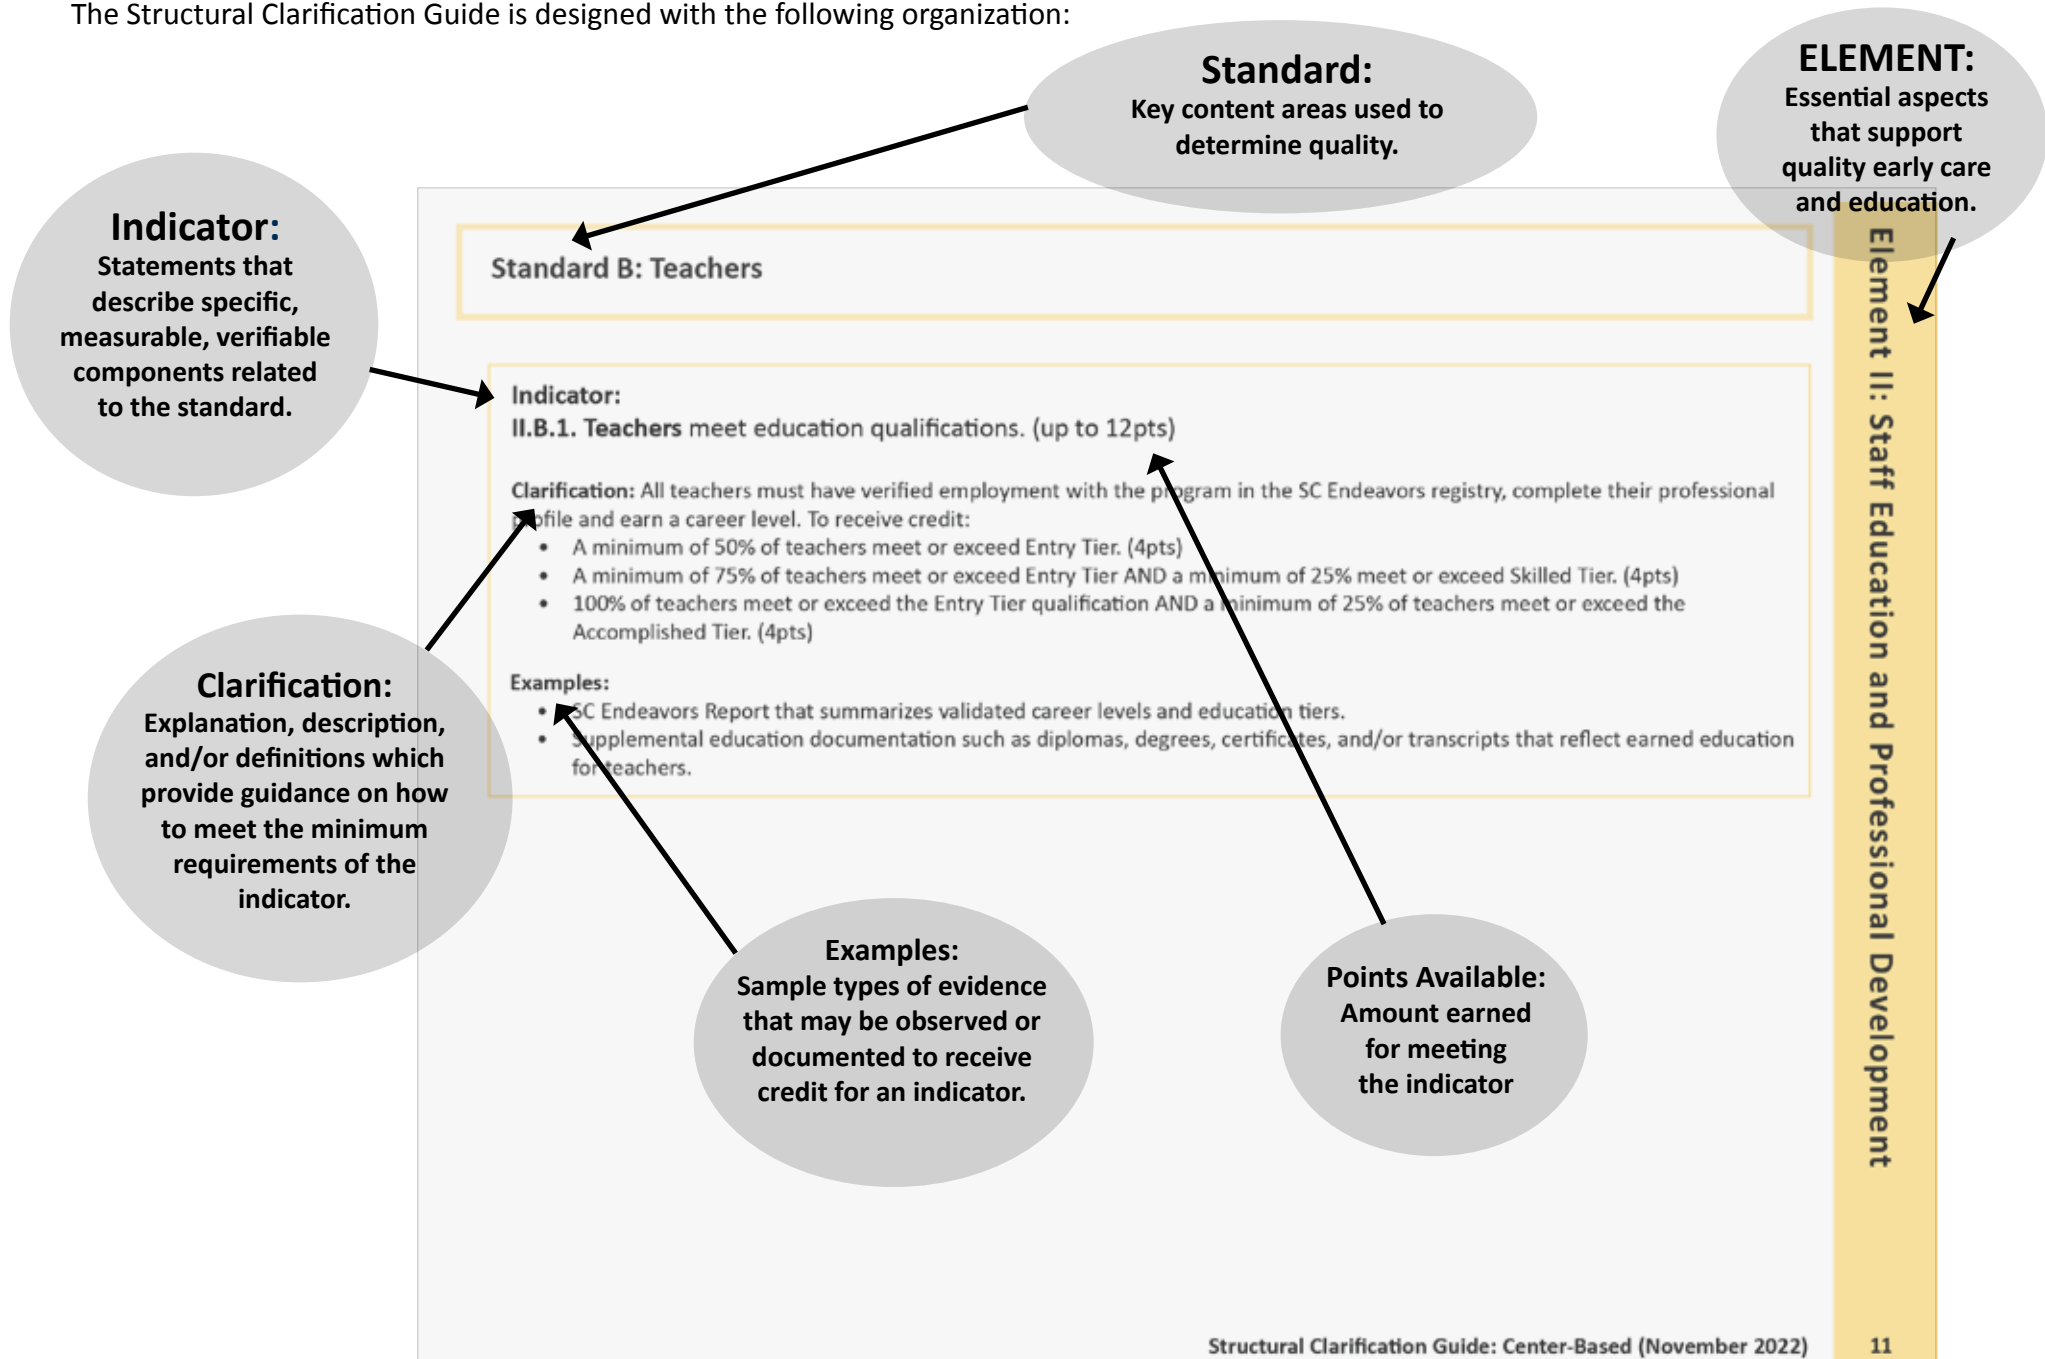 The Structural Clarification Guide is designed with the following organization:
Standard:
Key content areas used to
determine quality.
ELEMENT:
Essential aspects
that support
quality early care
and education.
Indicator:
Statements that
describe specific,
measurable, verifiable
components related
to the standard.
Standard B: Teachers
Indicator:
II.B.1. Teachers meet education qualifications. (up to 12pts)
Clarification: All teachers must have verified employment with the program in the SC Endeavors registry, complete their professional
profile and earn a career level. To receive credit:
• A minimum of 50% of teachers meet or exceed Entry Tier. (4pts)
• A minimum of 75% of teachers meet or exceed Entry Tier AND a minimum of 25% meet or exceed Skilled Tier. (4pts)
• 100% of teachers meet or exceed the Entry Tier qualification AND a minimum of 25% of teachers meet or exceed the
Accomplished Tier. (4pts)
Examples:
• SC Endeavors Report that summarizes validated career levels and education tiers.
• Supplemental education documentation such as diplomas, degrees, certificates, and/or transcripts that reflect earned education
for teachers.
Element II: Staff Education and Professional Development
Clarification:
Explanation, description,
and/or definitions which
provide guidance on how
to meet the minimum
requirements of the
indicator.
Examples:
Sample types of evidence
that may be observed or
documented to receive
credit for an indicator.
Points Available:
Amount earned
for meeting
the indicator
Structural Clarification Guide: Center-Based (November 2022)
11